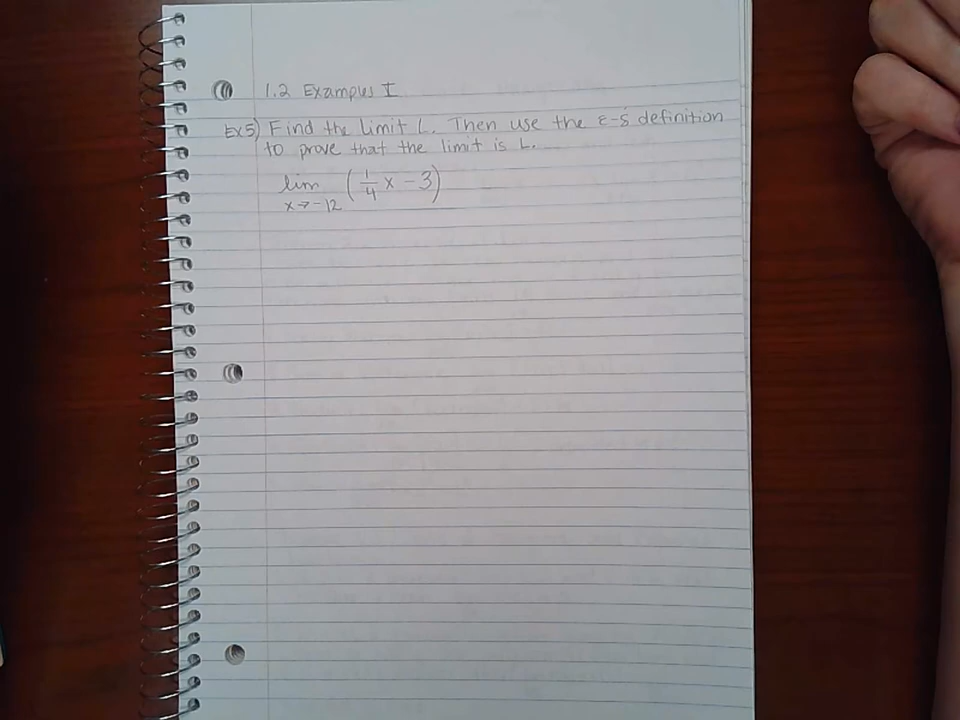 1.2 Examples I
Ex5) Find the limit L. Then use the ε-δ definition
to prove that the limit is L.
lim (1/4 x - 3)
x→-12